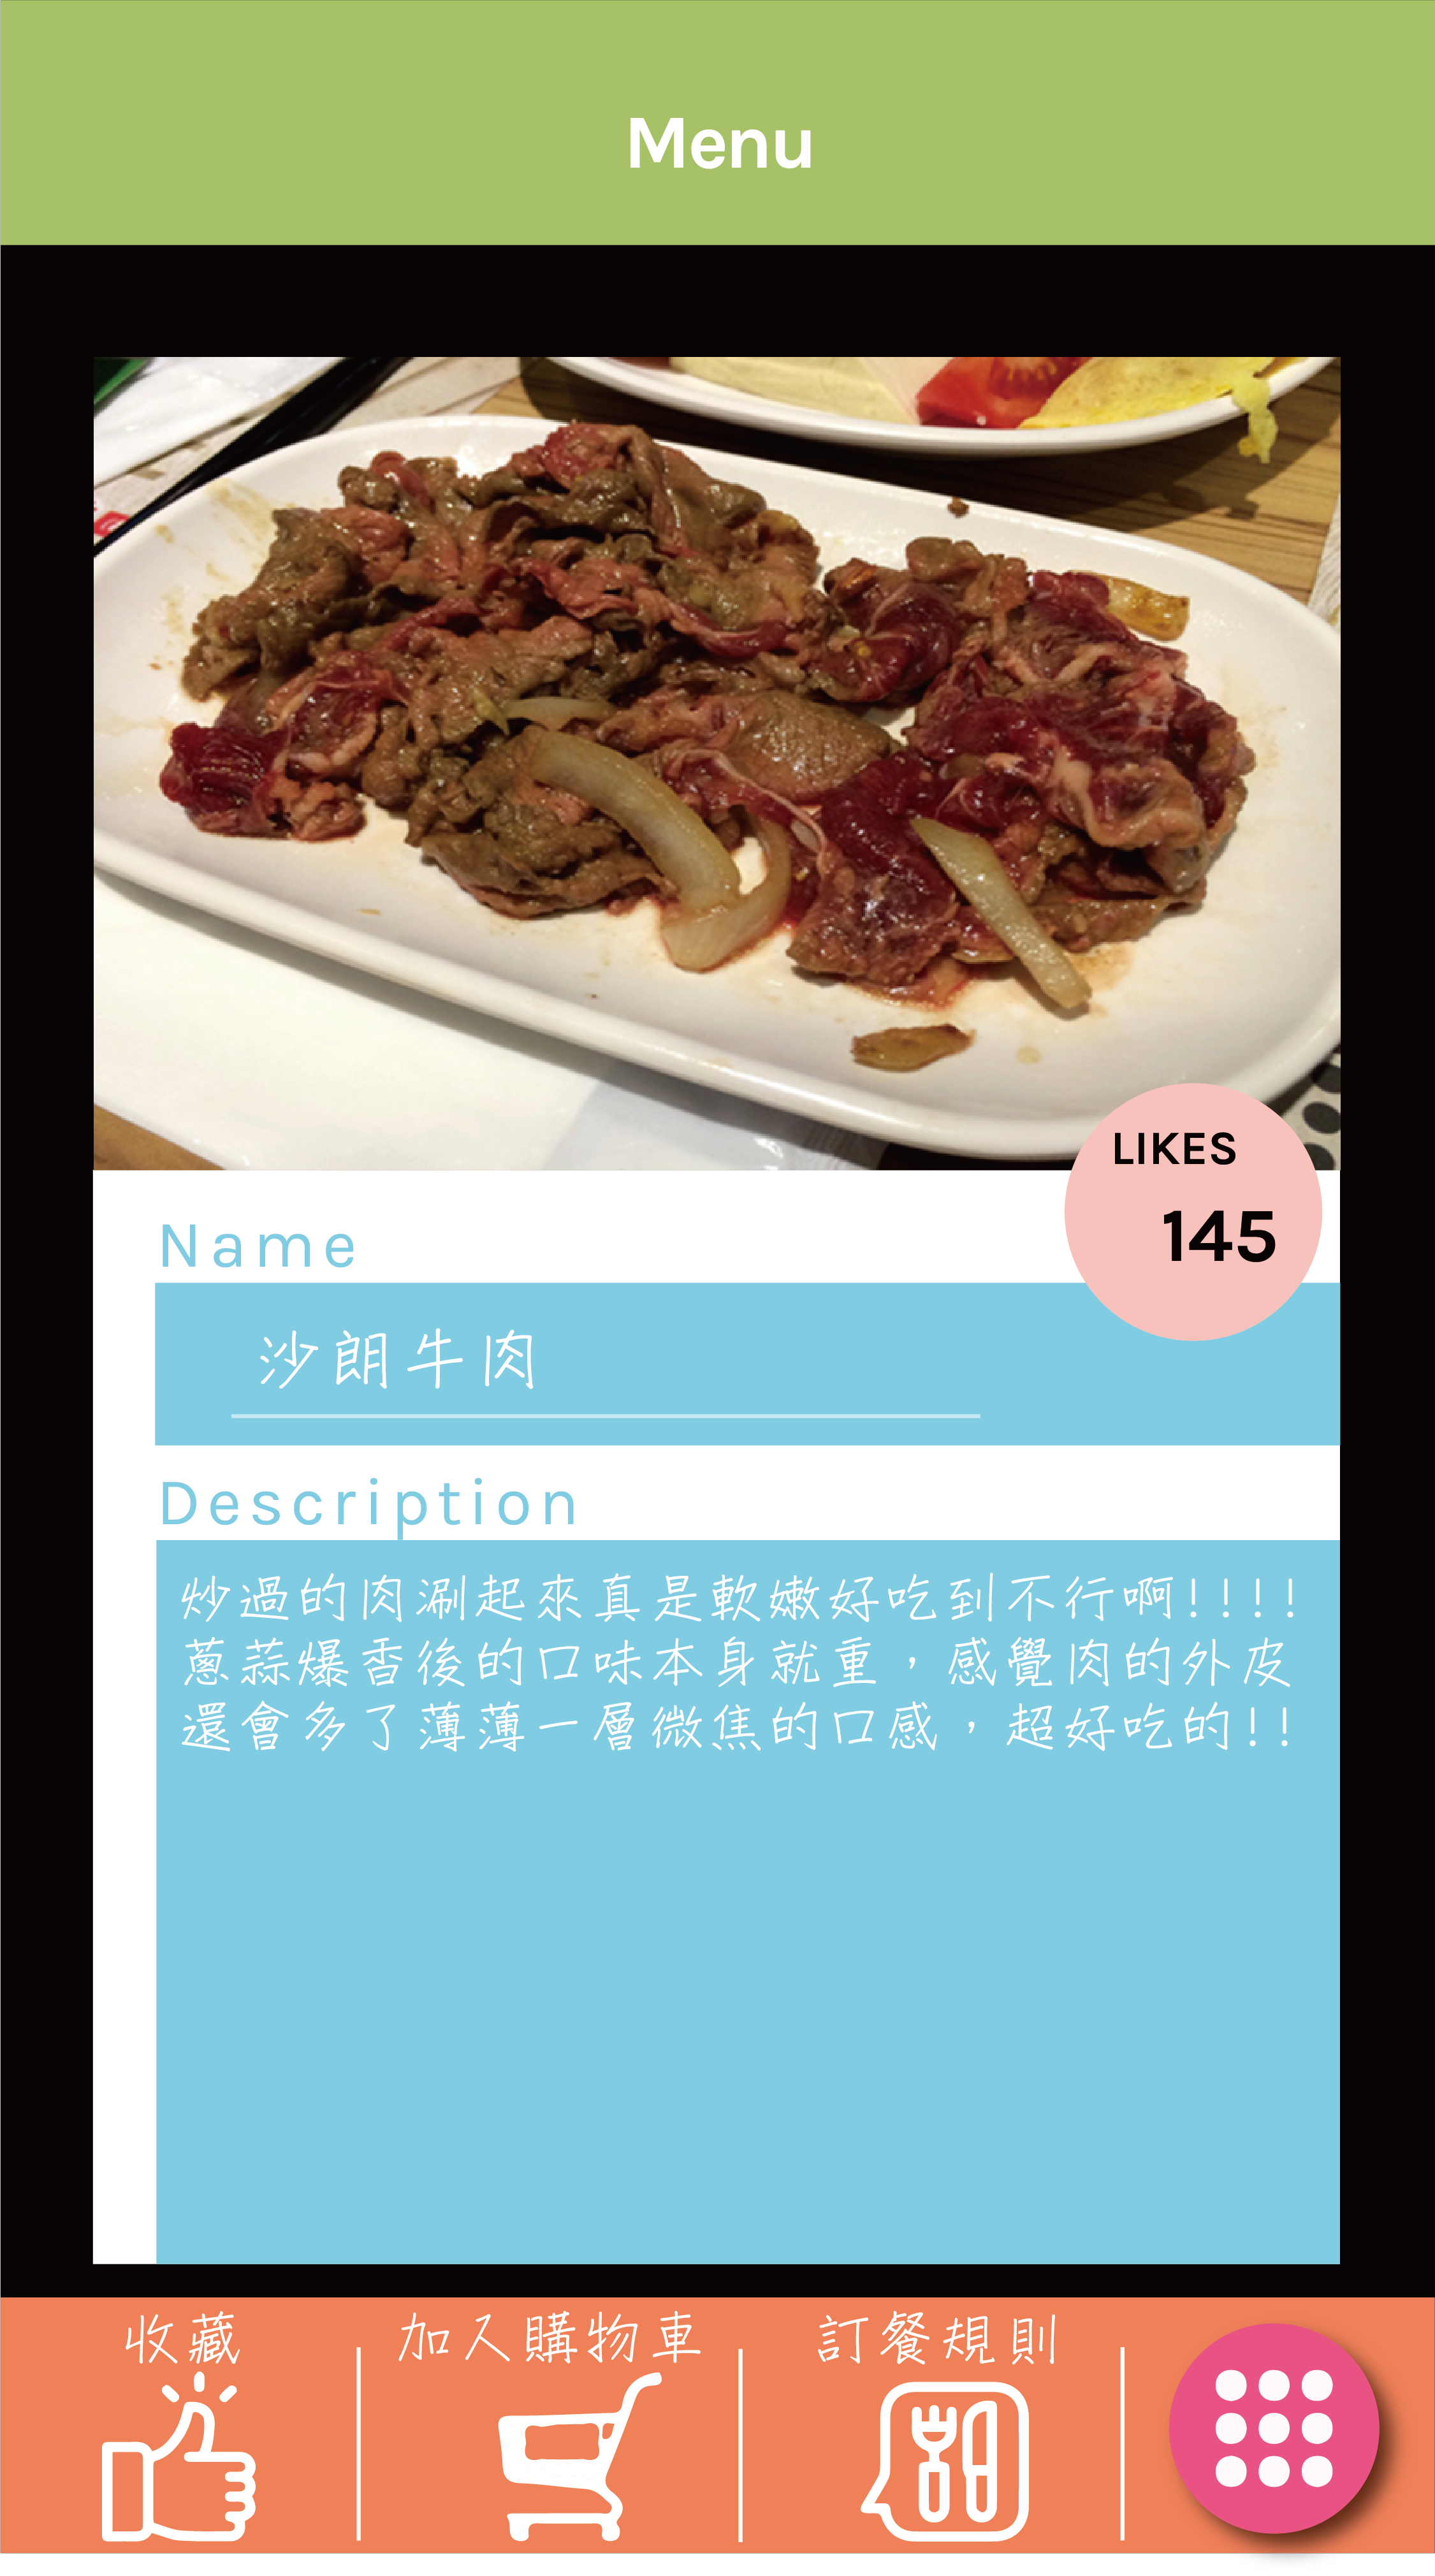 Menu
LIKES
145
Name
沙朗牛肉
Description
炒過的肉涮起來真是軟嫩好吃到不行啊!!!!
蔥蒜爆香後的口味本身就重，感覺肉的外皮
還會多了薄薄一層微焦的口感，超好吃的!!
收藏
加入購物車
訂餐規則